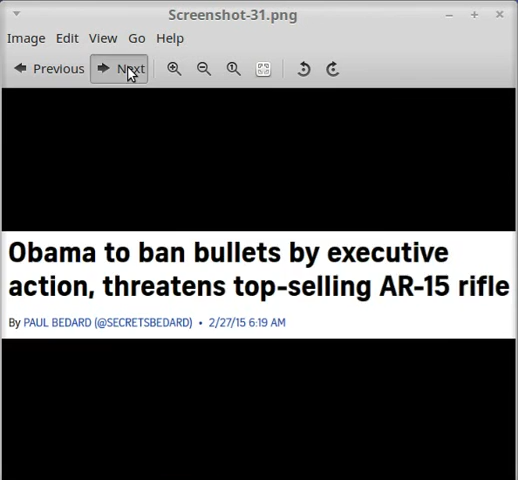 Screenshot-31.png
Image Edit View Go Help
Previous Next
Obama to ban bullets by executive
action, threatens top-selling AR-15 rifle
By PAUL BEDARD (@SECRETSBEDARD) • 2/27/15 6:19 AM